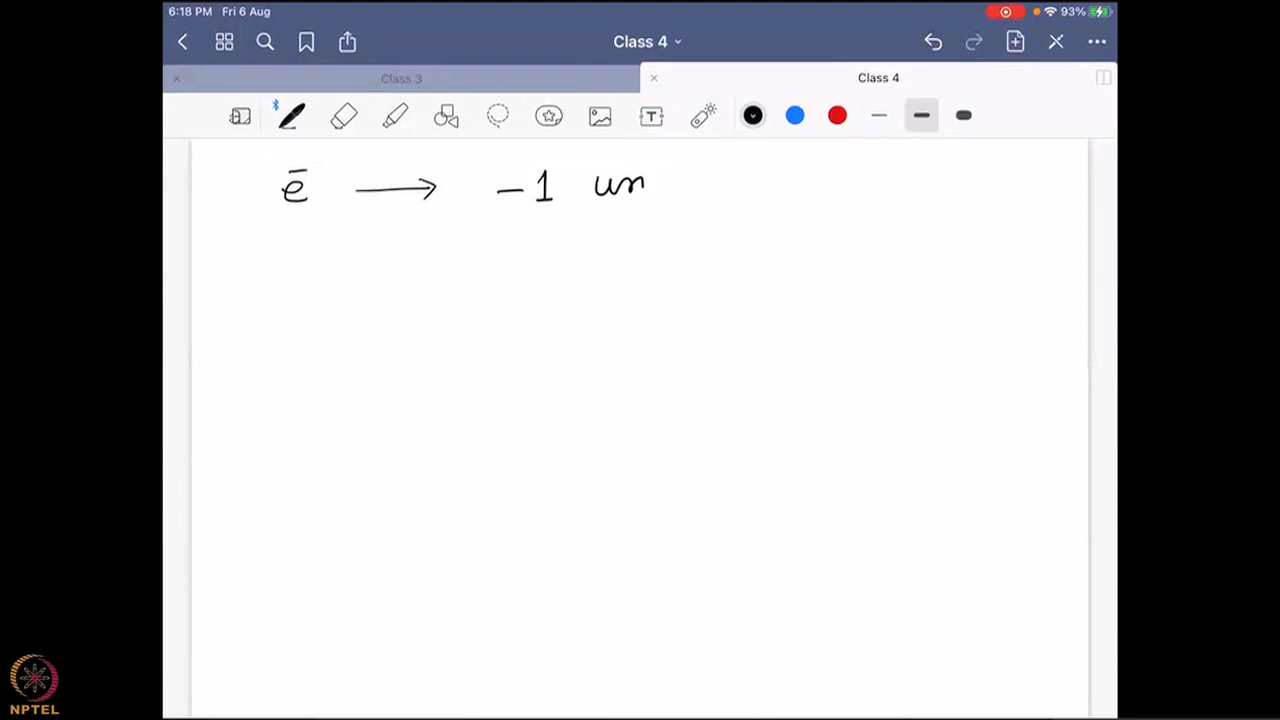 6:18 PM Fri 6 Aug 93%
Class 4
Class 3 Class 4
T
ē ⟶ -1 un
NPTEL